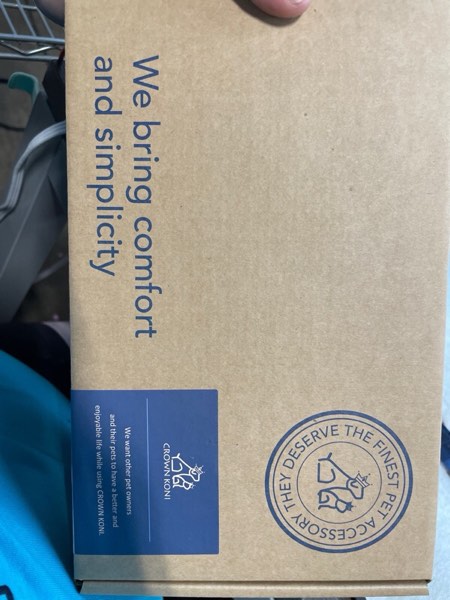 We bring comfort
and simplicity
CROWN KONI
We want other pet owners
and their pets to have a better and
enjoyable life while using CROWN KONI.
THEY DESERVE THE FINEST PET ACCESSORY